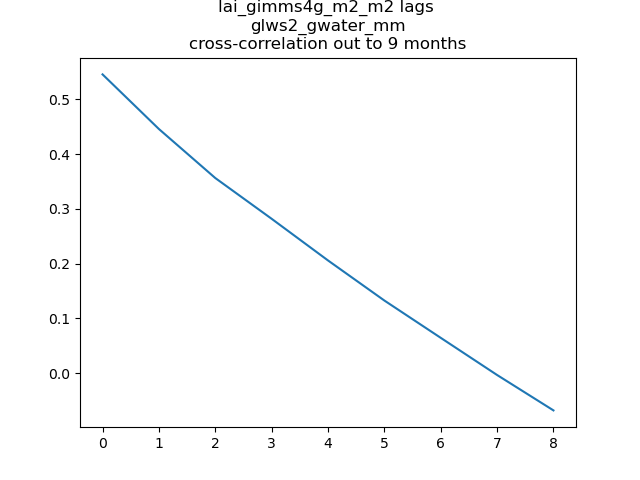 lai_gimms4g_m2_m2 lags
glws2_gwater_mm
cross-correlation out to 9 months
0.5
0.4
0.3
0.2
0.1
0.0
0 1 2 3 4 5 6 7 8